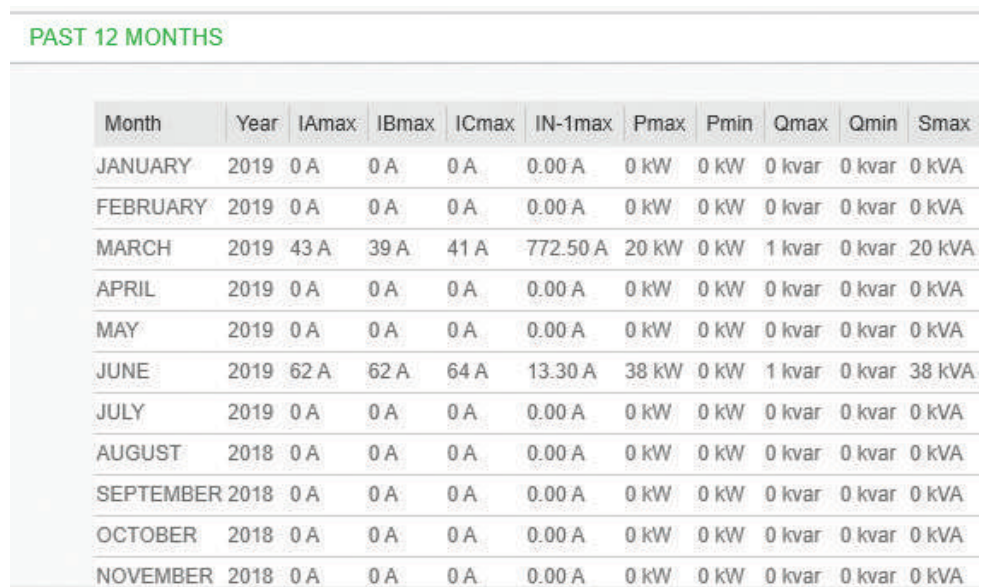 PAST 12 MONTHS
Month Year IAmax IBmax ICmax IN-1max Pmax Pmin Qmax Qmin Smax
JANUARY 2019 0 A 0 A 0 A 0.00 A 0 kW 0 kW 0 kvar 0 kvar 0 kVA
FEBRUARY 2019 0 A 0 A 0 A 0.00 A 0 kW 0 kW 0 kvar 0 kvar 0 kVA
MARCH 2019 43 A 39 A 41 A 772.50 A 20 kW 0 kW 1 kvar 0 kvar 20 kVA
APRIL 2019 0 A 0 A 0 A 0.00 A 0 kW 0 kW 0 kvar 0 kvar 0 kVA
MAY 2019 0 A 0 A 0 A 0.00 A 0 kW 0 kW 0 kvar 0 kvar 0 kVA
JUNE 2019 62 A 62 A 64 A 13.30 A 38 kW 0 kW 1 kvar 0 kvar 38 kVA
JULY 2019 0 A 0 A 0 A 0.00 A 0 kW 0 kW 0 kvar 0 kvar 0 kVA
AUGUST 2018 0 A 0 A 0 A 0.00 A 0 kW 0 kW 0 kvar 0 kvar 0 kVA
SEPTEMBER 2018 0 A 0 A 0 A 0.00 A 0 kW 0 kW 0 kvar 0 kvar 0 kVA
OCTOBER 2018 0 A 0 A 0 A 0.00 A 0 kW 0 kW 0 kvar 0 kvar 0 kVA
NOVEMBER 2018 0 A 0 A 0 A 0.00 A 0 kW 0 kW 0 kvar 0 kvar 0 kVA